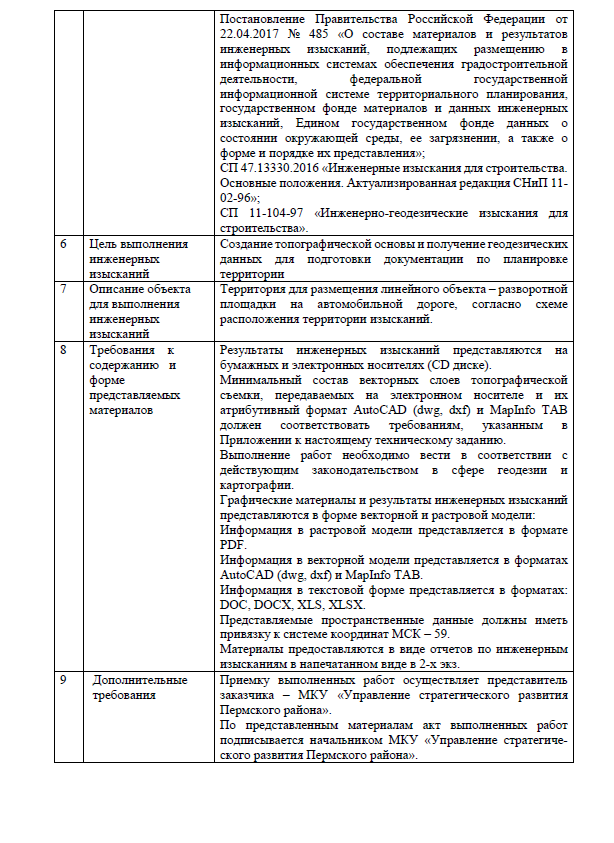 Постановление Правительства Российской Федерации от
22.04.2017 № 485 «О составе материалов и результатов
инженерных изысканий, подлежащих размещению в
информационных системах обеспечения градостроительной
деятельности, федеральной государственной
информационной системе территориального планирования,
государственном фонде материалов и данных инженерных
изысканий, Едином государственном фонде данных о
состоянии окружающей среды, ее загрязнении, а также о
форме и порядке их представления»;
СП 47.13330.2016 «Инженерные изыскания для строительства.
Основные положения. Актуализированная редакция СНиП 11-
02-96»;
СП 11-104-97 «Инженерно-геодезические изыскания для
строительства».
6
Цель выполнения
инженерных
изысканий
Создание топографической основы и получение геодезических
данных для подготовки документации по планировке
территории
7
Описание объекта
для выполнения
инженерных
изысканий
Территория для размещения линейного объекта – разворотной
площадки на автомобильной дороге, согласно схеме
расположения территории изысканий.
8
Требования к
содержанию и
форме
представляемых
материалов
Результаты инженерных изысканий представляются на
бумажных и электронных носителях (CD диске).
Минимальный состав векторных слоев топографической
съемки, передаваемых на электронном носителе и их
атрибутивный формат AutoCAD (dwg, dxf) и MapInfo TAB
должен соответствовать требованиям, указанным в
Приложении к настоящему техническому заданию.
Выполнение работ необходимо вести в соответствии с
действующим законодательством в сфере геодезии и
картографии.
Графические материалы и результаты инженерных изысканий
представляются в форме векторной и растровой модели:
Информация в растровой модели представляется в формате
PDF.
Информация в векторной модели представляется в форматах
AutoCAD (dwg, dxf) и MapInfo TAB.
Информация в текстовой форме представляется в форматах:
DOC, DOCX, XLS, XLSX.
Представляемые пространственные данные должны иметь
привязку к системе координат МСК – 59.
Материалы предоставляются в виде отчетов по инженерным
изысканиям в напечатанном виде в 2-х экз.
9
Дополнительные
требования
Приемку выполненных работ осуществляет представитель
заказчика – МКУ «Управление стратегического развития
Пермского района».
По представленным материалам акт выполненных работ
подписывается начальником МКУ «Управление стратегиче-
ского развития Пермского района».